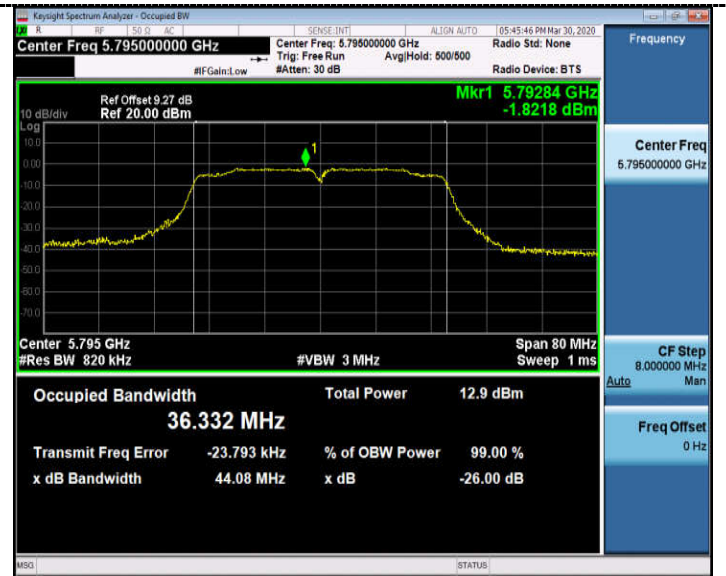 Keysight Spectrum Analyzer - Occupied BW
R RF 50 Ω AC SENSE:INT ALIGN AUTO 05:45:46 PM Mar 30, 2020
Center Freq 5.795000000 GHz
Center Freq: 5.795000000 GHz
Radio Std: None
Trig: Free Run Avg|Hold: 500/500
#IFGain:Low
#Atten: 30 dB
Radio Device: BTS
Ref Offset 9.27 dB
10 dB/div Ref 20.00 dBm
Mkr1 5.79284 GHz
-1.8218 dBm
Log
10.0
0.00
-10.0
-20.0
-30.0
-40.0
-50.0
-60.0
-70.0
1
Center 5.795 GHz
Span 80 MHz
#Res BW 820 kHz
#VBW 3 MHz
Sweep 1 ms
Occupied Bandwidth
36.332 MHz
Total Power 12.9 dBm
Transmit Freq Error -23.793 kHz
% of OBW Power 99.00 %
x dB Bandwidth 44.08 MHz
x dB -26.00 dB
Frequency
Center Freq
5.795000000 GHz
CF Step
8.000000 MHz
Auto Man
Freq Offset
0 Hz
MSG
STATUS